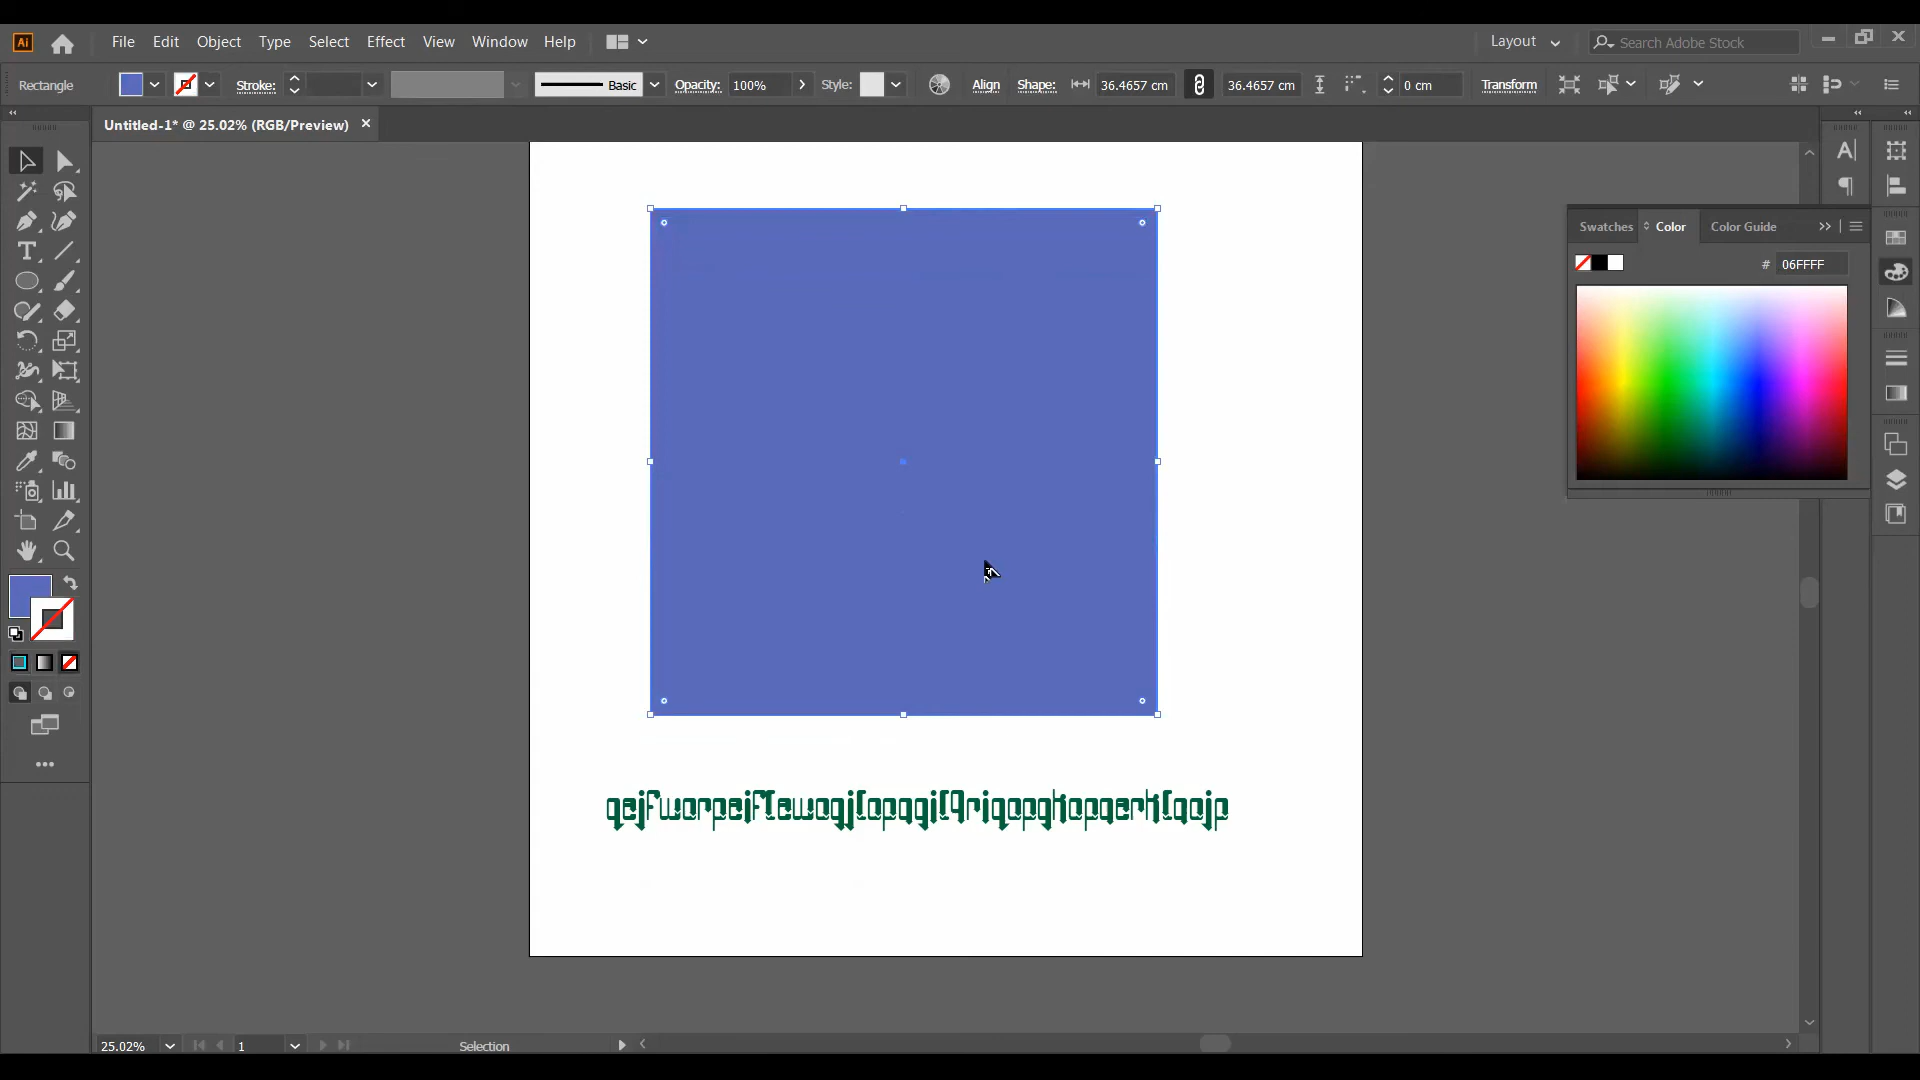 Ai File Edit Object Type Select Effect View Window Help Layout Search Adobe Stock
Rectangle Stroke: Basic Opacity: 100% Style: Align Shape: 36.4657 cm 36.4657 cm 0 cm Transform
Untitled-1* @ 25.02% (RGB/Preview)
Swatches Color Color Guide
# 06FFFF
25.02% 1 Selection